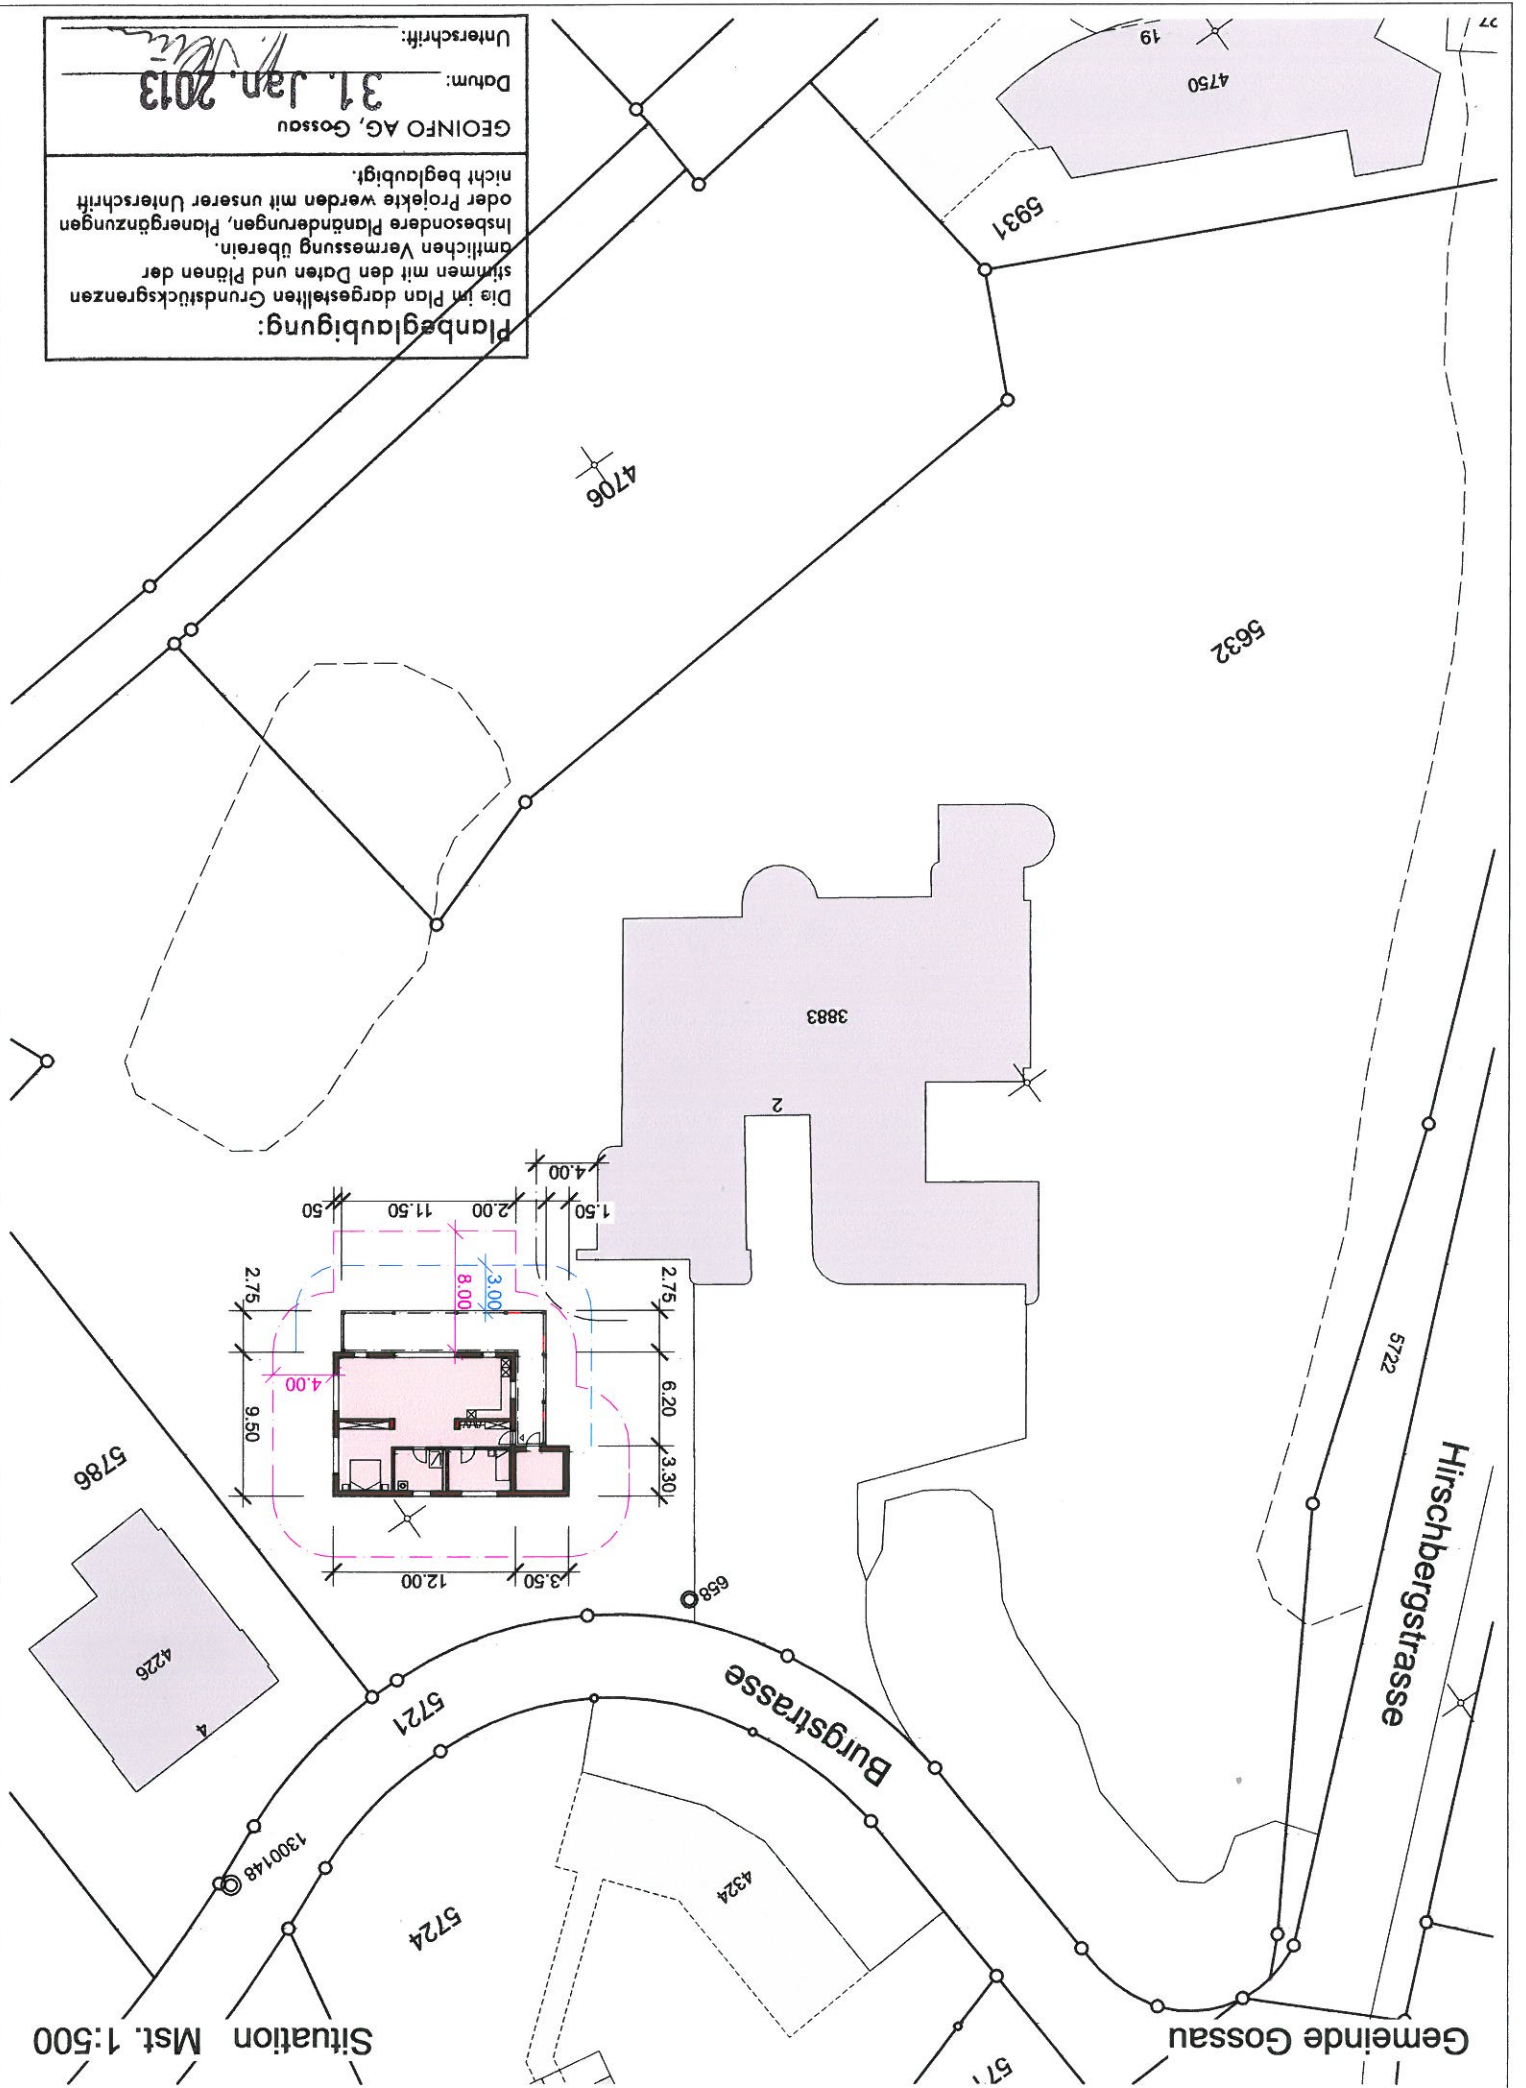 Gemeinde Gossau
Situation Mst. 1:500
571
5724
4324
1300148
Hirschbergstrasse
Burgstrasse
5721
4
4226
658
3.50
12.00
5786
3.30
6.20
2.75
9.50
2.75
4.00
3.00
8.00
5722
1.50
2.00
11.50
50
4.00
2
3883
5632
4706
5931
4750
19
27
Planbeglaubigung:
Die im Plan dargestellten Grundstücksgrenzen
stimmen mit den Daten und Plänen der
amtlichen Vermessung überein.
Insbesondere Planänderungen, Planergänzungen
oder Projekte werden mit unserer Unterschrift
nicht beglaubigt.
GEOINFO AG, Gossau
Datum: 31. Jan. 2013
Unterschrift: